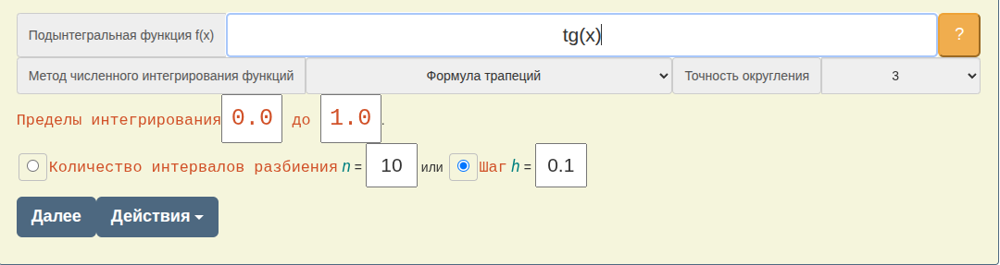 Подынтегральная функция f(x) tg(x) ?
Метод численного интегрирования функций Формула трапеций Точность округления 3
Пределы интегрирования 0.0 до 1.0 .
Количество интервалов разбиения n = 10 или Шаг h = 0.1
Далее Действия